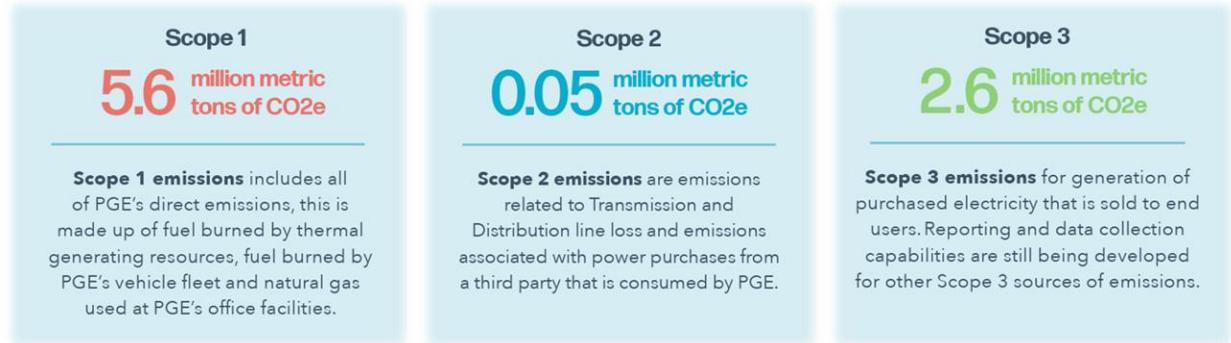 Scope 1
5.6 million metric
tons of CO2e
Scope 1 emissions includes all
of PGE's direct emissions, this is
made up of fuel burned by thermal
generating resources, fuel burned by
PGE's vehicle fleet and natural gas
used at PGE's office facilities.
Scope 2
0.05 million metric
tons of CO2e
Scope 2 emissions are emissions
related to Transmission and
Distribution line loss and emissions
associated with power purchases from
a third party that is consumed by PGE.
Scope 3
2.6 million metric
tons of CO2e
Scope 3 emissions for generation of
purchased electricity that is sold to end
users. Reporting and data collection
capabilities are still being developed
for other Scope 3 sources of emissions.